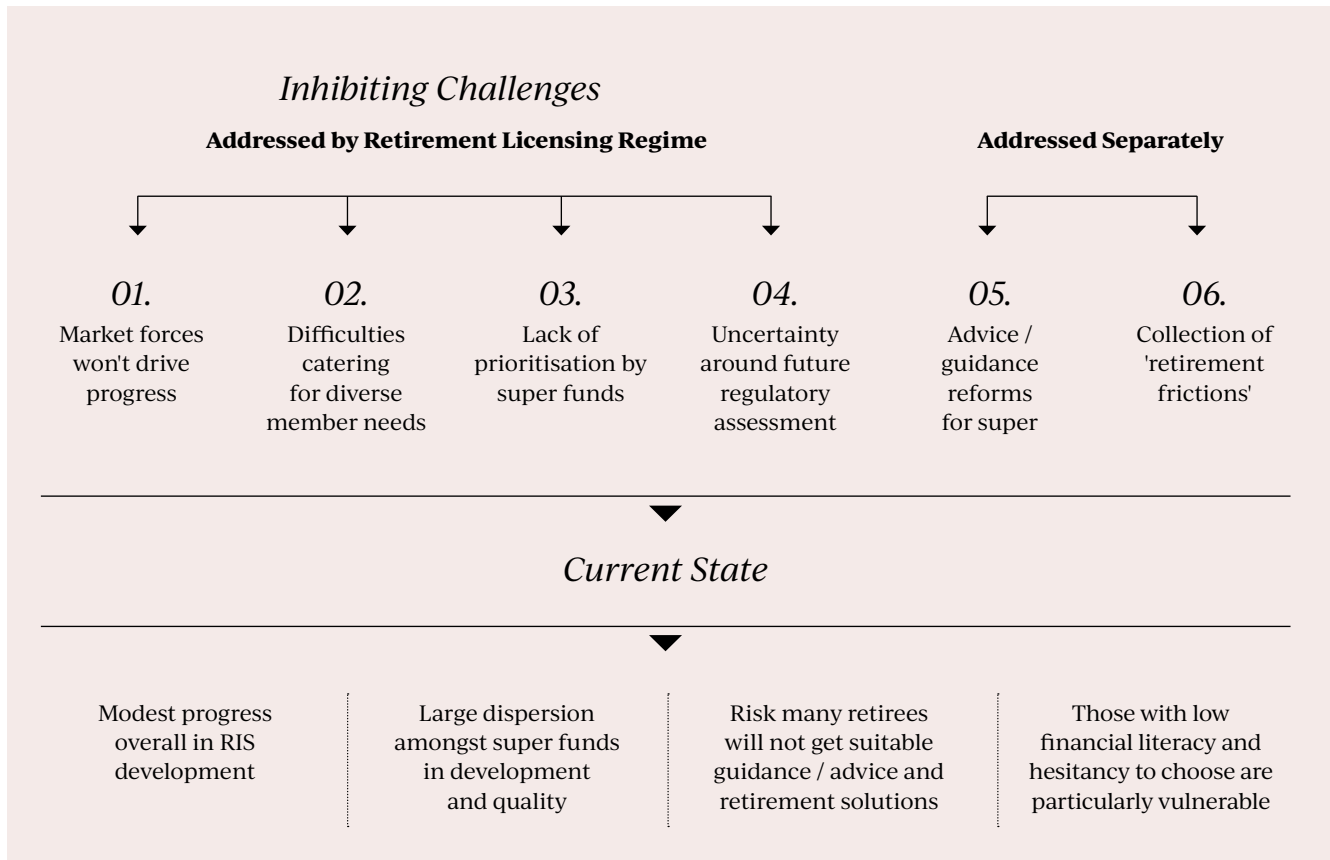 Inhibiting Challenges
Addressed by Retirement Licensing Regime
Addressed Separately
01.
Market forces
won't drive
progress
02.
Difficulties
catering
for diverse
member needs
03.
Lack of
prioritisation by
super funds
04.
Uncertainty
around future
regulatory
assessment
05.
Advice /
guidance
reforms
for super
06.
Collection of
'retirement
frictions'
Current State
Modest progress
overall in RIS
development
Large dispersion
amongst super funds
in development
and quality
Risk many retirees
will not get suitable
guidance / advice and
retirement solutions
Those with low
financial literacy and
hesitancy to choose are
particularly vulnerable